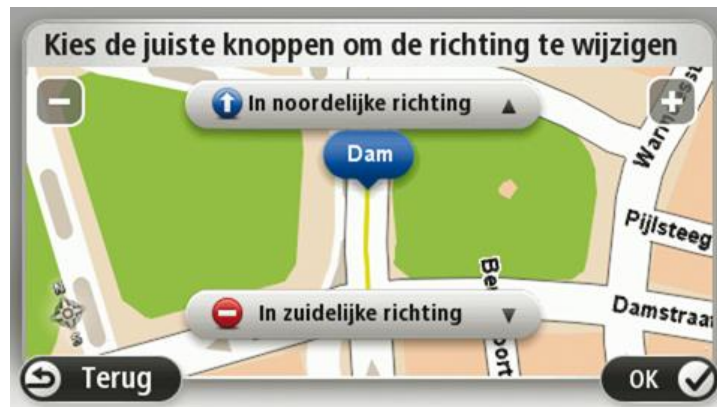 Kies de juiste knoppen om de richting te wijzigen
In noordelijke richting
Dam
Pijlsteeg
In zuidelijke richting
Terug
OK